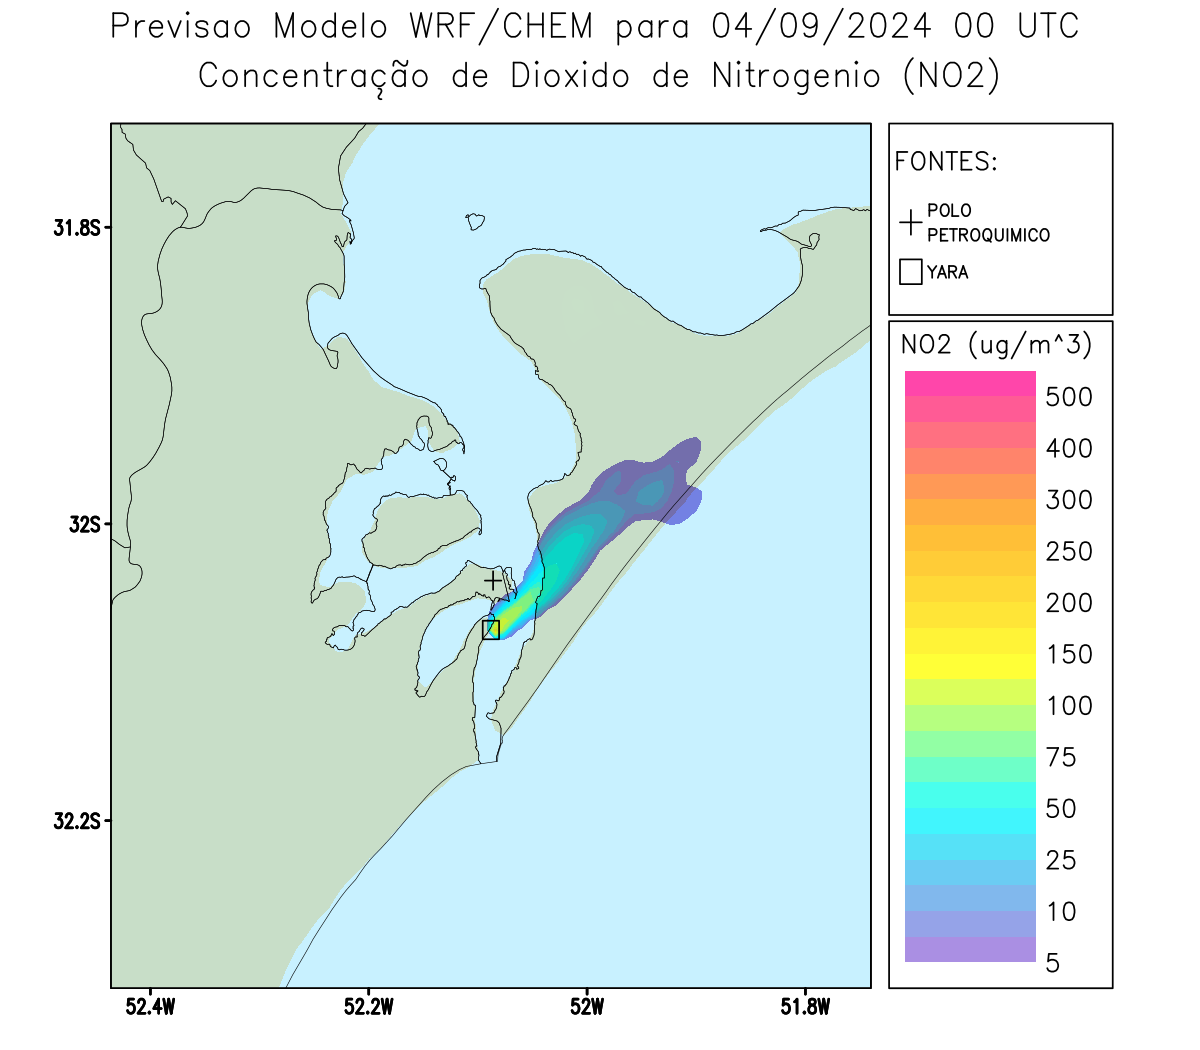 Previsao Modelo WRF/CHEM para 04/09/2024 00 UTC
Concentração de Dioxido de Nitrogenio (NO2)
FONTES:
POLO
PETROQUIMICO
YARA
NO2 (ug/m^3)
500
400
300
250
200
150
100
75
50
25
10
5
31.8S
32S
32.2S
52.4W
52.2W
52W
51.8W